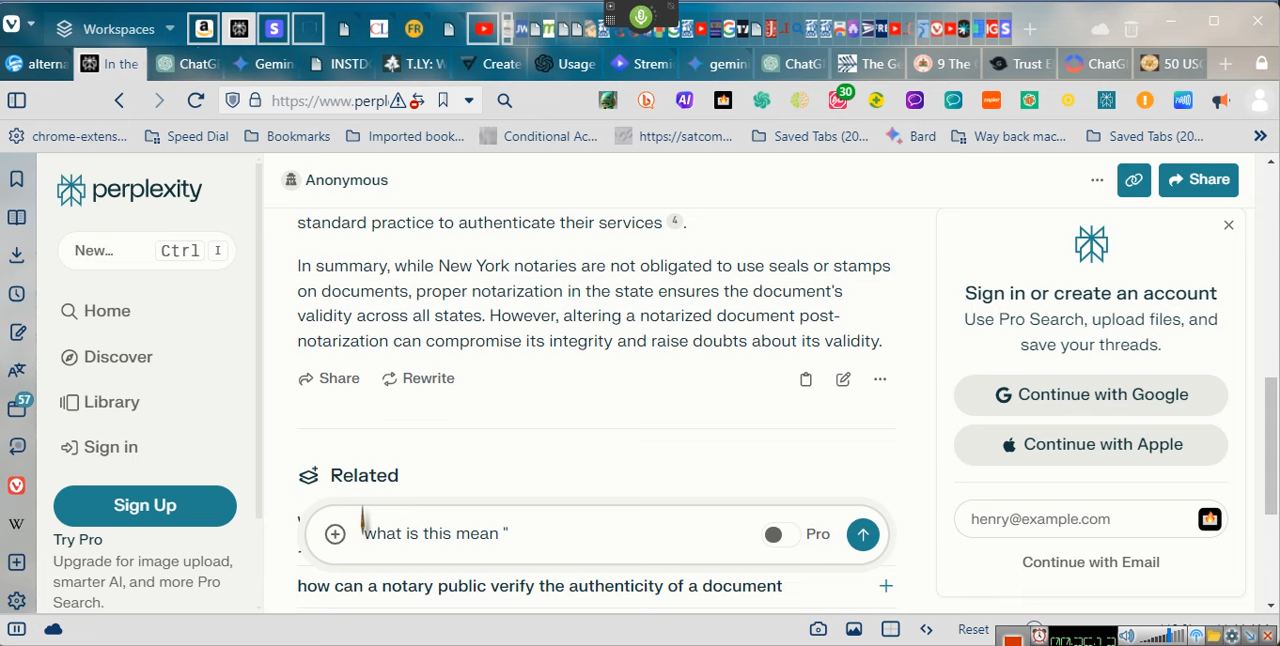 Workspaces
alterna
In the
ChatGI
Gemin
INSTDC
T.I.Y: W
Create
Usage
Stremi
gemini
ChatGI
The Ge
9 The C
Trust E
ChatGI
50 USC
https://www.perpl
30
chrome-extens...
Speed Dial
Bookmarks
Imported book...
Conditional Ac...
https://satcom...
Saved Tabs (20...
Bard
Way back mac...
Saved Tabs (20...
perplexity
Anonymous
Share
New...
Ctrl
I
Home
Discover
57
Library
Sign in
Sign Up
Try Pro
Upgrade for image upload,
smarter AI, and more Pro
Search.
standard practice to authenticate their services 4 .
In summary, while New York notaries are not obligated to use seals or stamps
on documents, proper notarization in the state ensures the document's
validity across all states. However, altering a notarized document post-
notarization can compromise its integrity and raise doubts about its validity.
Share
Rewrite
Related
what is this mean "
Pro
how can a notary public verify the authenticity of a document
Sign in or create an account
Use Pro Search, upload files, and
save your threads.
Continue with Google
Continue with Apple
henry@example.com
Continue with Email
Reset